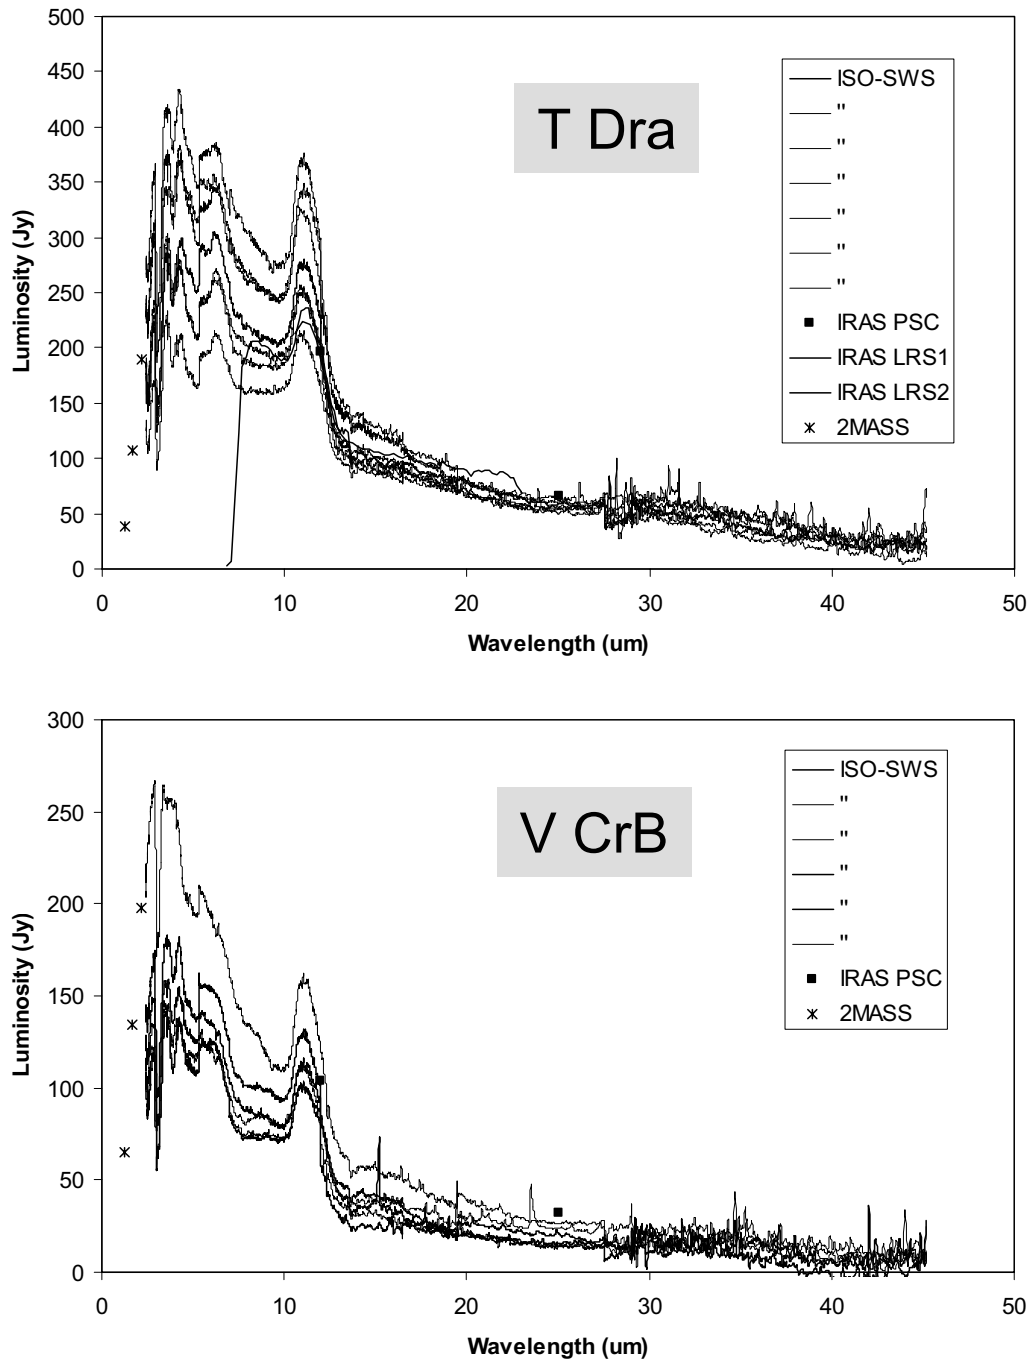 500
450
400
350
300
250
200
150
100
50
0
Luminosity (Jy)
T Dra
ISO-SWS
"
"
"
"
"
"
IRAS PSC
IRAS LRS1
IRAS LRS2
2MASS
0 10 20 30 40 50
Wavelength (um)
300
250
200
150
100
50
0
Luminosity (Jy)
V CrB
ISO-SWS
"
"
"
"
"
IRAS PSC
2MASS
0 10 20 30 40 50
Wavelength (um)